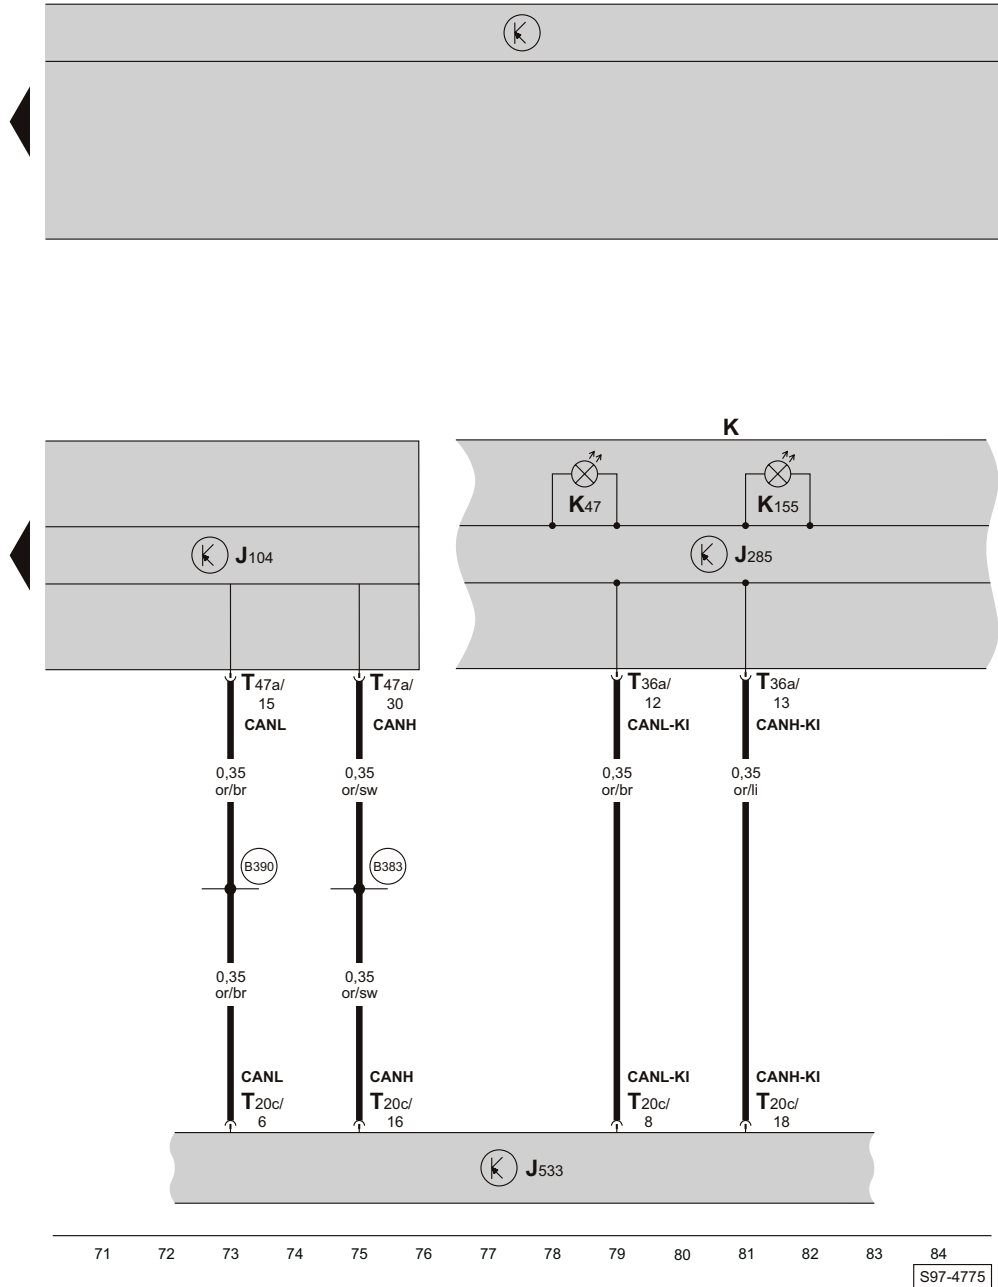 K
K47
K155
J104
J285
T47a/
15
CANL
T47a/
30
CANH
T36a/
12
CANL-KI
T36a/
13
CANH-KI
0,35
or/br
0,35
or/sw
0,35
or/br
0,35
or/li
B390
B383
0,35
or/br
0,35
or/sw
CANL
T20c/
6
CANH
T20c/
16
CANL-KI
T20c/
8
CANH-KI
T20c/
18
J533
71 72 73 74 75 76 77 78 79 80 81 82 83 84
S97-4775